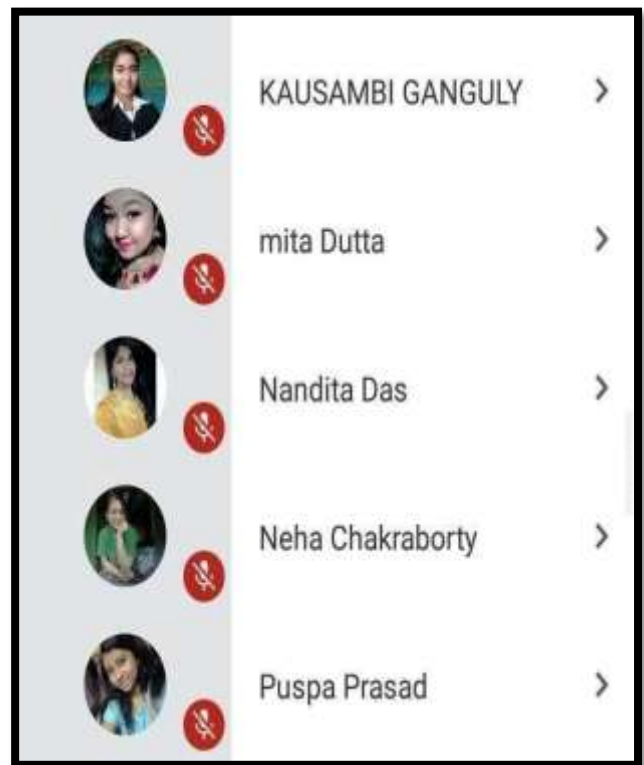 KAUSAMBI GANGULY
mita Dutta
Nandita Das
Neha Chakraborty
Puspa Prasad